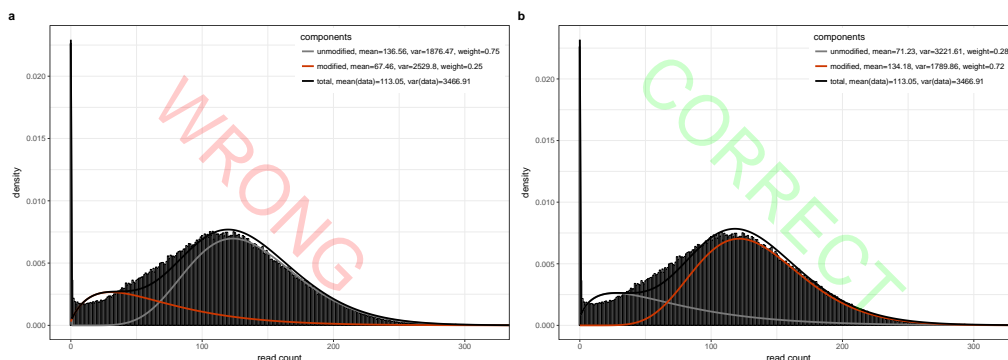 a
components
unmodified, mean=136.56, var=1876.47, weight=0.75
modified, mean=67.46, var=2529.8, weight=0.25
total, mean(data)=113.05, var(data)=3466.91
WRONG
density
0.020
0.015
0.010
0.005
0.000
0 100 200 300
read count
b
components
unmodified, mean=71.23, var=3221.61, weight=0.28
modified, mean=134.18, var=1789.86, weight=0.72
total, mean(data)=113.05, var(data)=3466.91
CORRECT
density
0.020
0.015
0.010
0.005
0.000
0 100 200 300
read count